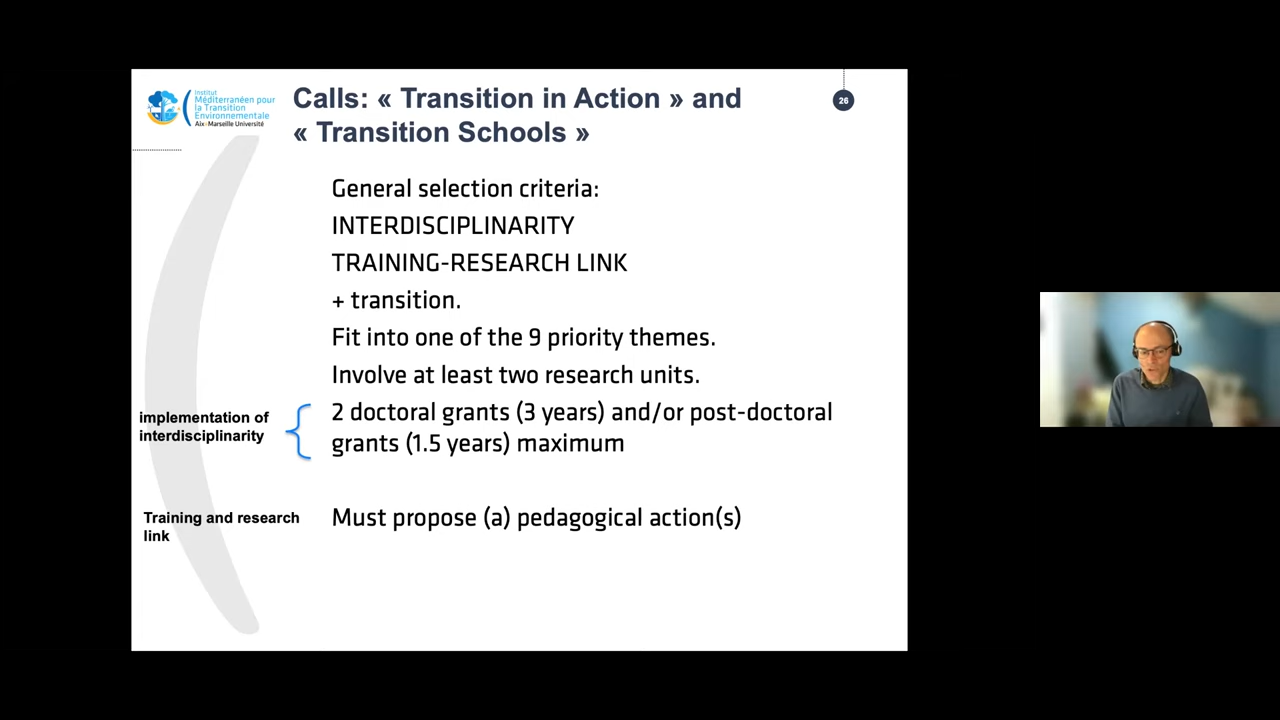 Institut
Méditerranéen pour
la Transition
Environnementale
Aix*Marseille Université
Calls: « Transition in Action » and
« Transition Schools »
26
General selection criteria:
INTERDISCIPLINARITY
TRAINING-RESEARCH LINK
+ transition.
Fit into one of the 9 priority themes.
Involve at least two research units.
implementation of
interdisciplinarity
2 doctoral grants (3 years) and/or post-doctoral
grants (1.5 years) maximum
Training and research
link
Must propose (a) pedagogical action(s)